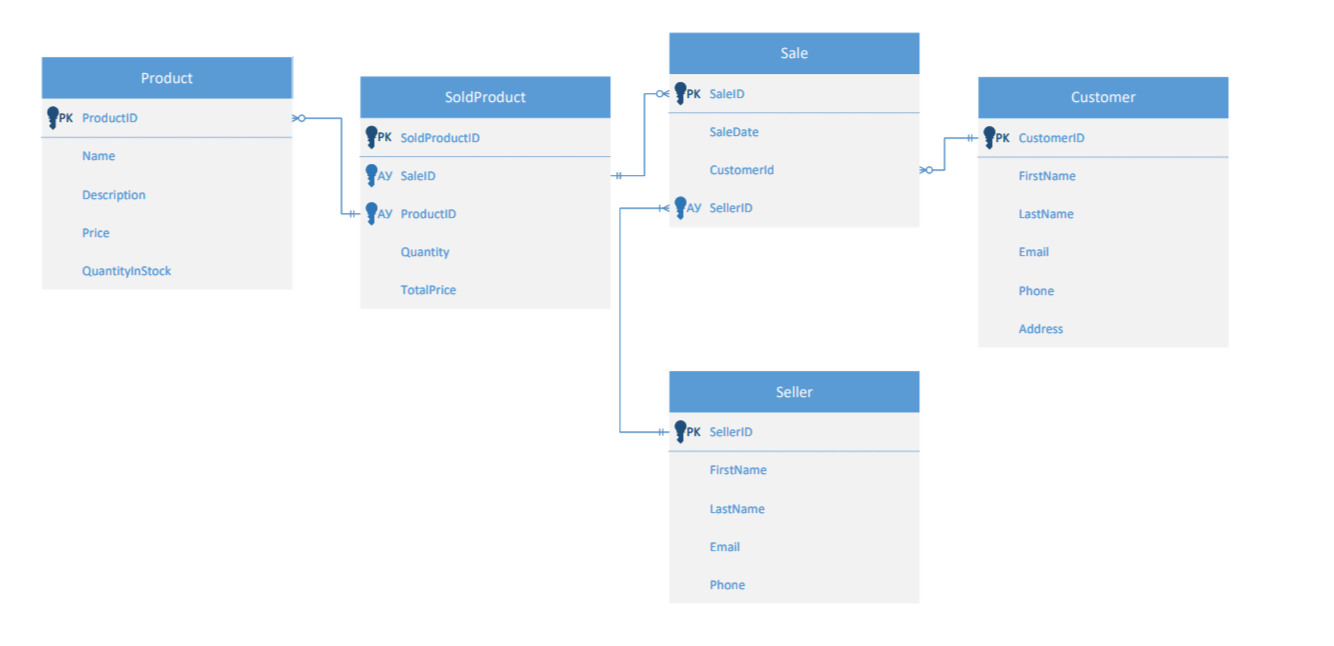 Product
PK ProductID
Name
Description
Price
QuantityInStock
SoldProduct
PK SoldProductID
АУ SaleID
АУ ProductID
Quantity
TotalPrice
Sale
PK SaleID
SaleDate
CustomerId
АУ SellerID
Customer
PK CustomerID
FirstName
LastName
Email
Phone
Address
Seller
PK SellerID
FirstName
LastName
Email
Phone